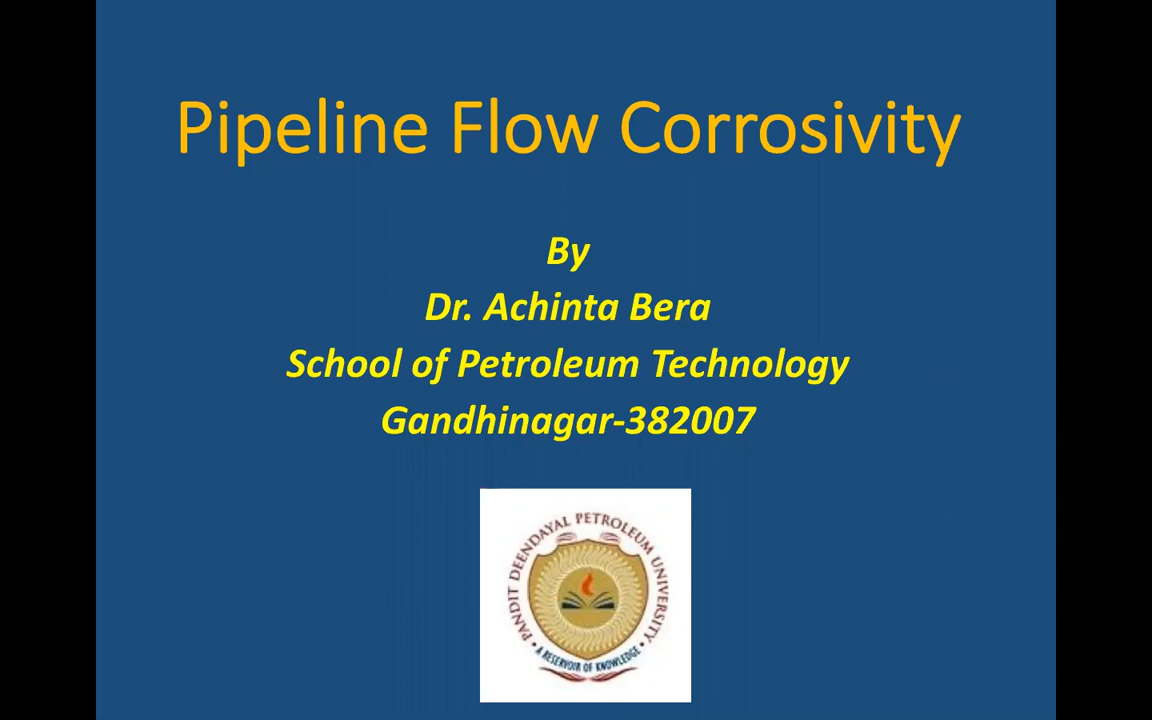 Pipeline Flow Corrosivity
By
Dr. Achinta Bera
School of Petroleum Technology
Gandhinagar-382007
PANDIT DEENDAYAL PETROLEUM UNIVERSITY
• A RESERVOIR OF KNOWLEDGE •